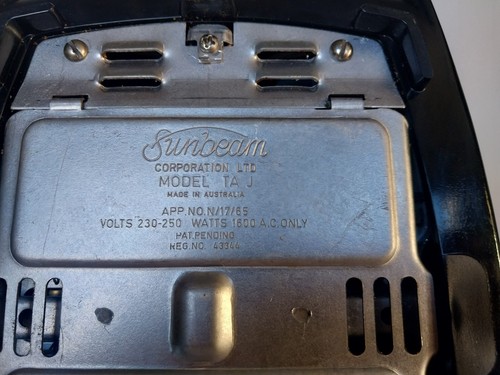 Sunbeam
CORPORATION LTD
MODEL TA J
MADE IN AUSTRALIA
APP. NO. N/17/65
VOLTS 230-250 WATTS 1600 A.C. ONLY
PAT. PENDING
REG. NO. 43344